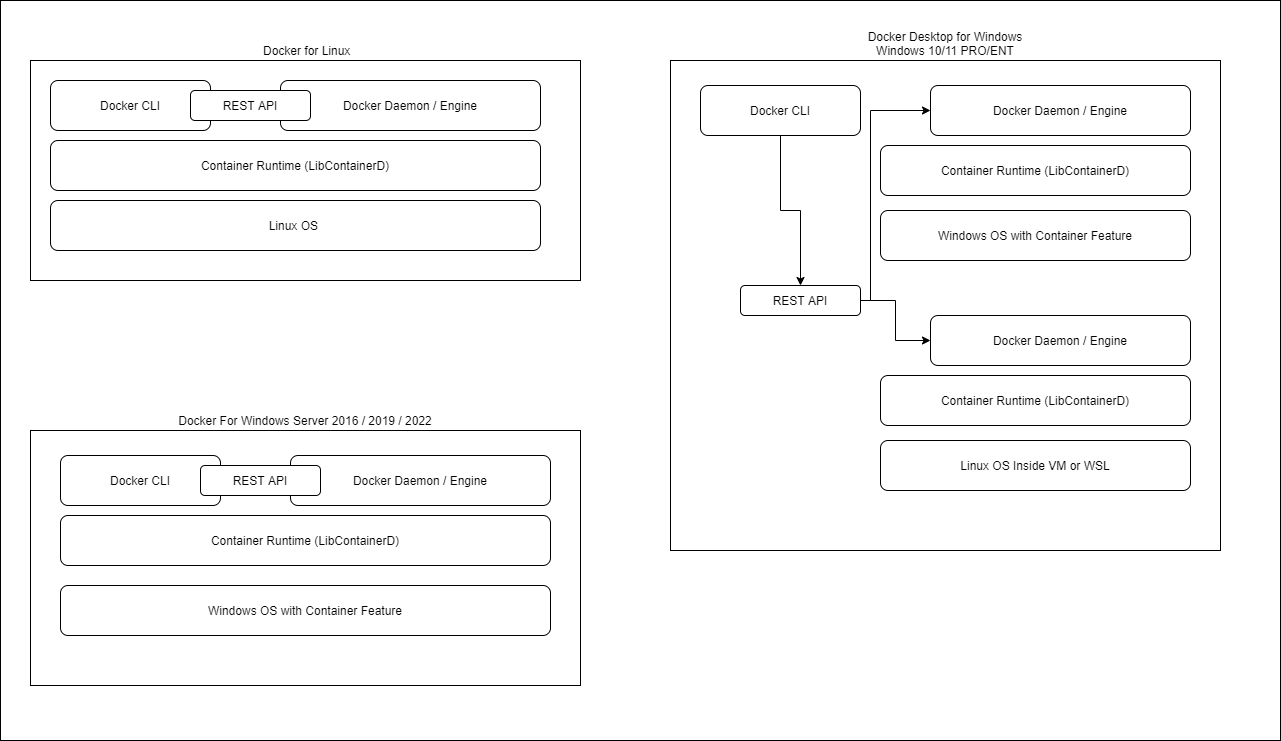 Docker for Linux
Docker CLI
REST API
Docker Daemon / Engine
Container Runtime (LibContainerD)
Linux OS
Docker For Windows Server 2016 / 2019 / 2022
Docker CLI
REST API
Docker Daemon / Engine
Container Runtime (LibContainerD)
Windows OS with Container Feature
Docker Desktop for Windows
Windows 10/11 PRO/ENT
Docker CLI
Docker Daemon / Engine
Container Runtime (LibContainerD)
Windows OS with Container Feature
REST API
Docker Daemon / Engine
Container Runtime (LibContainerD)
Linux OS Inside VM or WSL